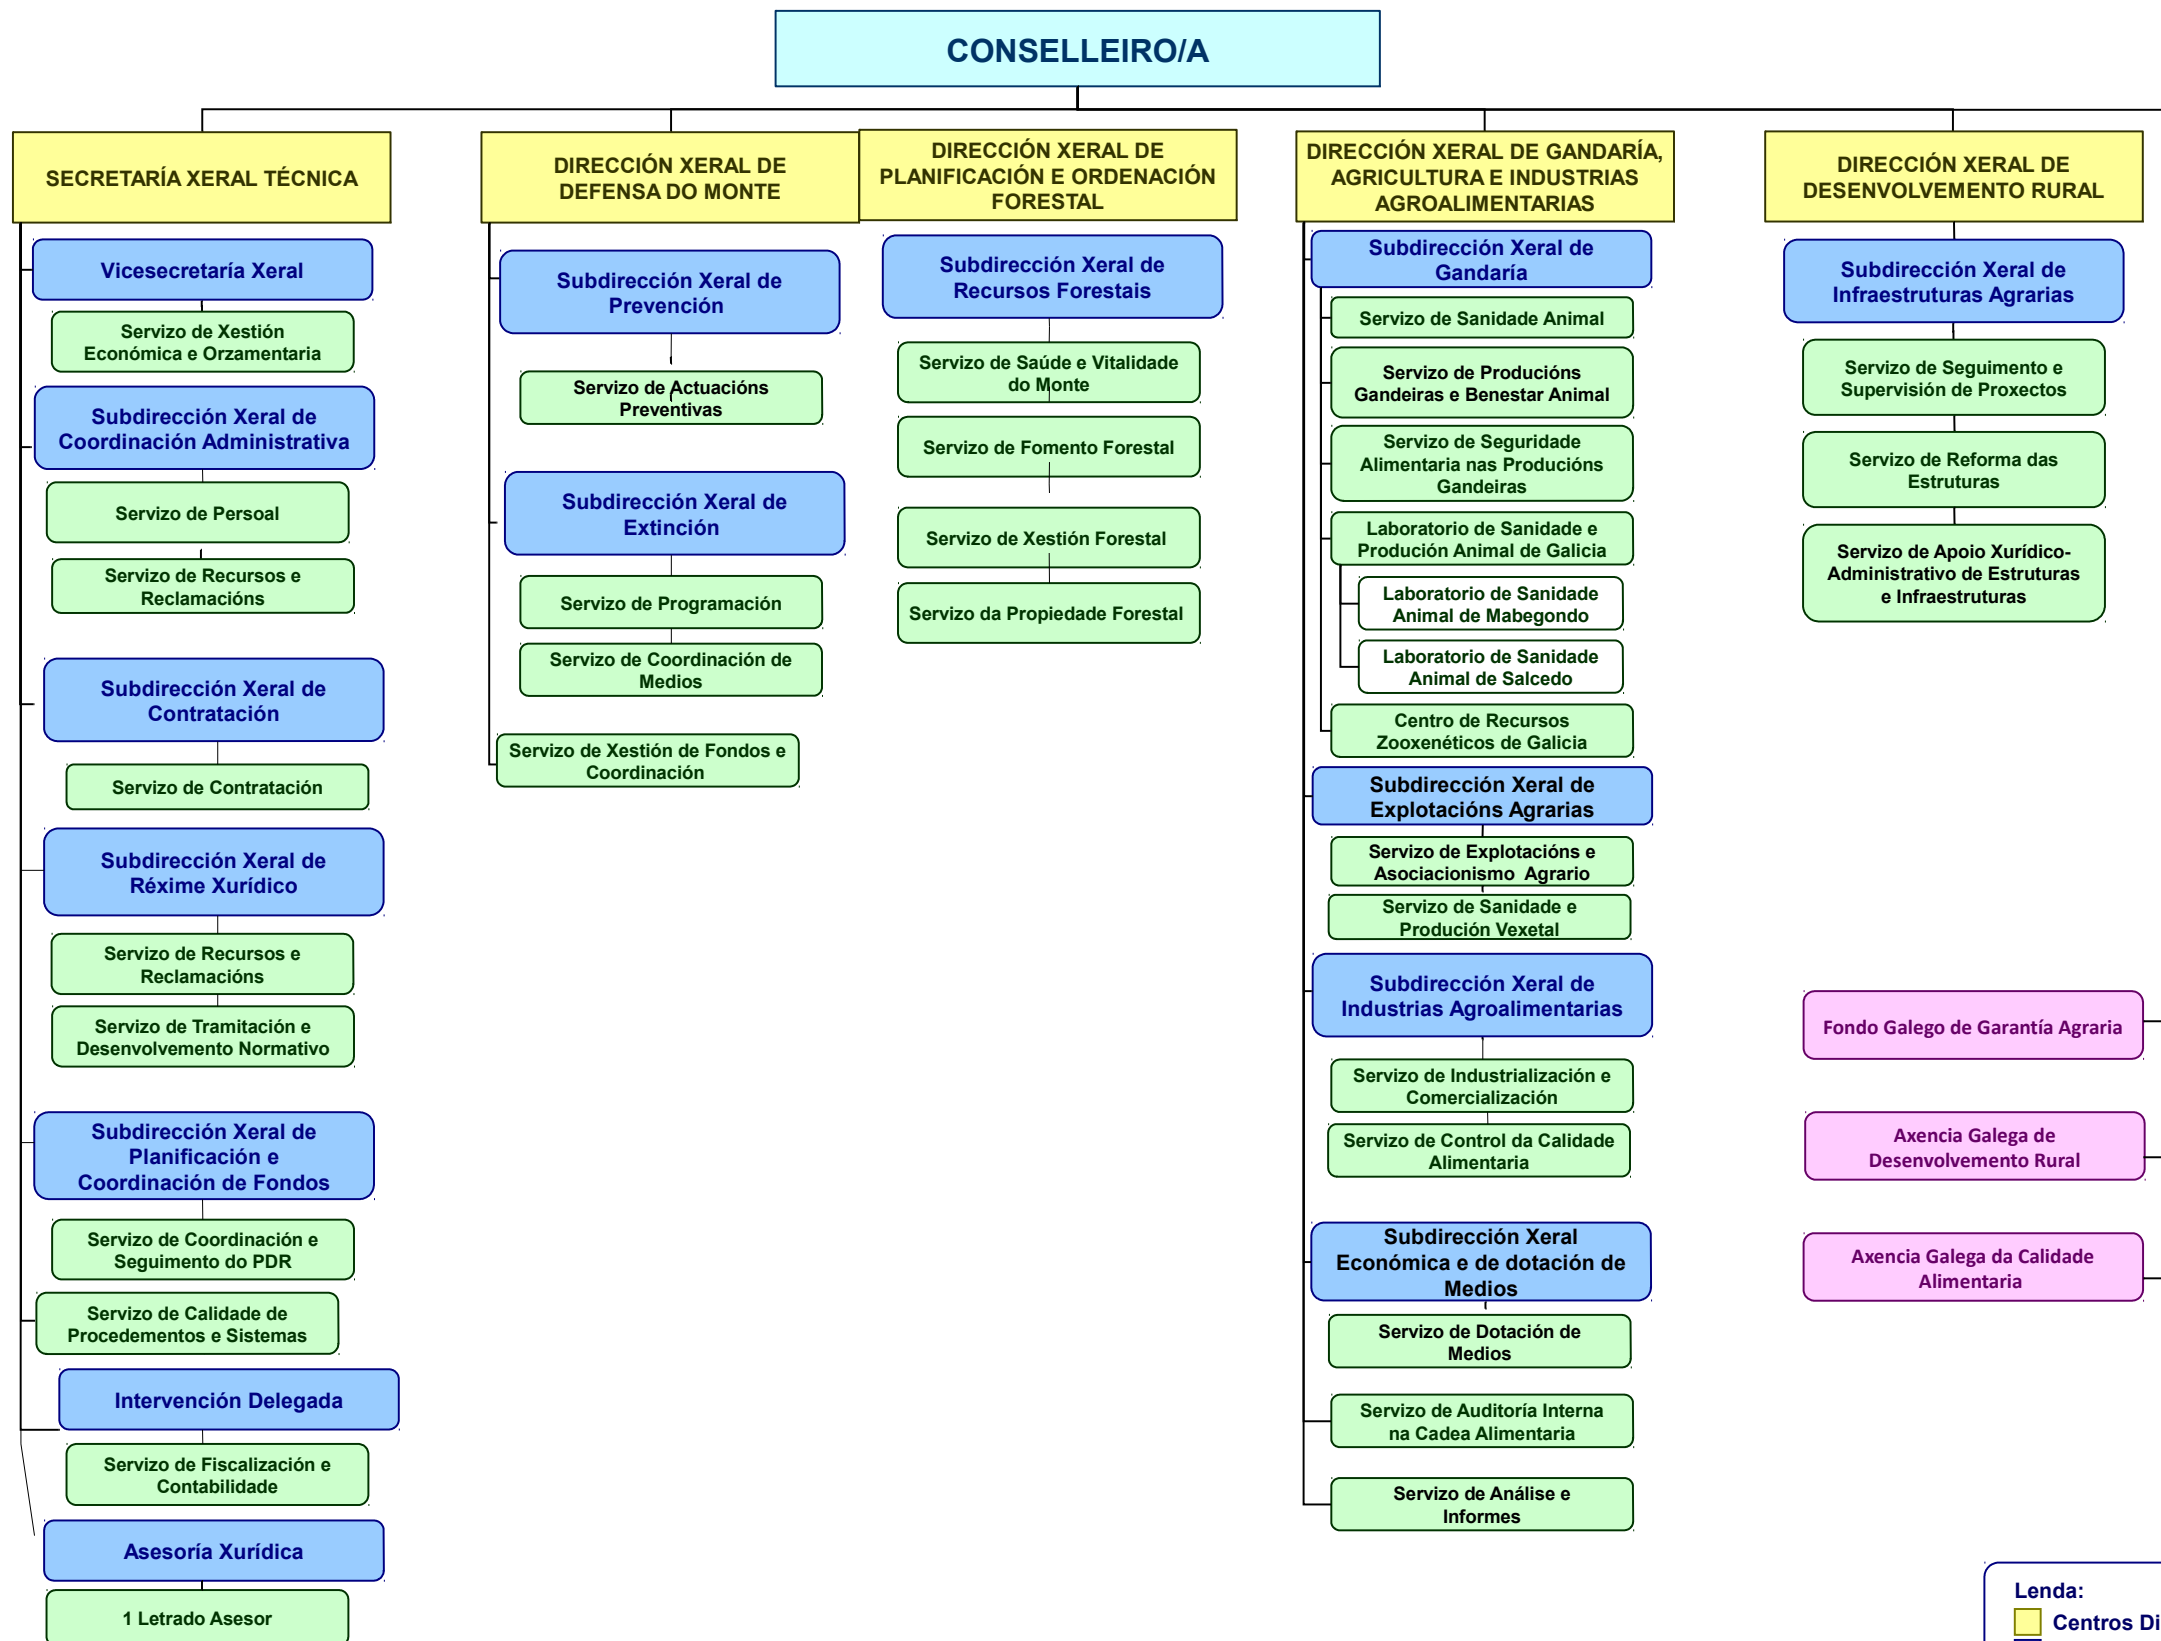 CONSELLEIRO/A
SECRETARÍA XERAL TÉCNICA
Vicesecretaría Xeral
Servizo de Xestión
Económica e Orzamentaria
Subdirección Xeral de
Coordinación Administrativa
Servizo de Persoal
Servizo de Recursos e
Reclamacións
Subdirección Xeral de
Contratación
Servizo de Contratación
Subdirección Xeral de
Réxime Xurídico
Servizo de Recursos e
Reclamacións
Servizo de Tramitación e
Desenvolvemento Normativo
Subdirección Xeral de
Planificación e
Coordinación de Fondos
Servizo de Coordinación e
Seguimento do PDR
Servizo de Calidade de
Procedementos e Sistemas
Intervención Delegada
Servizo de Fiscalización e
Contabilidade
Asesoría Xurídica
1 Letrado Asesor
DIRECCIÓN XERAL DE
DEFENSA DO MONTE
Subdirección Xeral de
Prevención
Servizo de Actuacións
Preventivas
Subdirección Xeral de
Extinción
Servizo de Programación
Servizo de Coordinación de
Medios
Servizo de Xestión de Fondos e
Coordinación
DIRECCIÓN XERAL DE
PLANIFICACIÓN E ORDENACIÓN
FORESTAL
Subdirección Xeral de
Recursos Forestais
Servizo de Saúde e Vitalidade
do Monte
Servizo de Fomento Forestal
Servizo de Xestión Forestal
Servizo da Propiedade Forestal
DIRECCIÓN XERAL DE GANDARÍA,
AGRICULTURA E INDUSTRIAS
AGROALIMENTARIAS
Subdirección Xeral de
Gandaría
Servizo de Sanidade Animal
Servizo de Producións
Gandeiras e Benestar Animal
Servizo de Seguridade
Alimentaria nas Producións
Gandeiras
Laboratorio de Sanidade e
Produción Animal de Galicia
Laboratorio de Sanidade
Animal de Mabegondo
Laboratorio de Sanidade
Animal de Salcedo
Centro de Recursos
Zooxenéticos de Galicia
Subdirección Xeral de
Explotacións Agrarias
Servizo de Explotacións e
Asociacionismo Agrario
Servizo de Sanidade e
Produción Vexetal
Subdirección Xeral de
Industrias Agroalimentarias
Servizo de Industrialización e
Comercialización
Servizo de Control da Calidade
Alimentaria
Subdirección Xeral
Económica e de dotación de
Medios
Servizo de Dotación de
Medios
Servizo de Auditoría Interna
na Cadea Alimentaria
Servizo de Análise e
Informes
DIRECCIÓN XERAL DE
DESENVOLVEMENTO RURAL
Subdirección Xeral de
Infraestruturas Agrarias
Servizo de Seguimento e
Supervisión de Proxectos
Servizo de Reforma das
Estruturas
Servizo de Apoio Xurídico-
Administrativo de Estruturas
e Infraestruturas
Fondo Galego de Garantía Agraria
Axencia Galega de
Desenvolvemento Rural
Axencia Galega da Calidade
Alimentaria
Lenda:
Centros Di